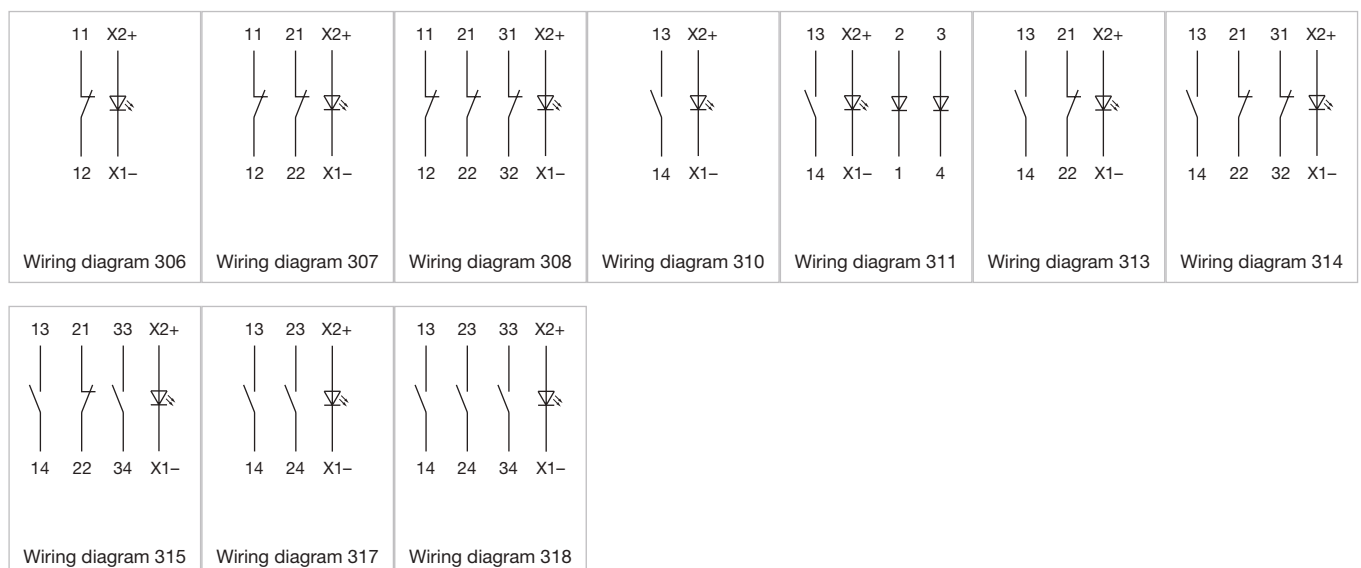 11 X2+
12 X1–
Wiring diagram 306
11 21 X2+
12 22 X1–
Wiring diagram 307
11 21 31 X2+
12 22 32 X1–
Wiring diagram 308
13 X2+
14 X1–
Wiring diagram 310
13 X2+ 2 3
14 X1– 1 4
Wiring diagram 311
13 21 X2+
14 22 X1–
Wiring diagram 313
13 21 31 X2+
14 22 32 X1–
Wiring diagram 314
13 21 33 X2+
14 22 34 X1–
Wiring diagram 315
13 23 X2+
14 24 X1–
Wiring diagram 317
13 23 33 X2+
14 24 34 X1–
Wiring diagram 318